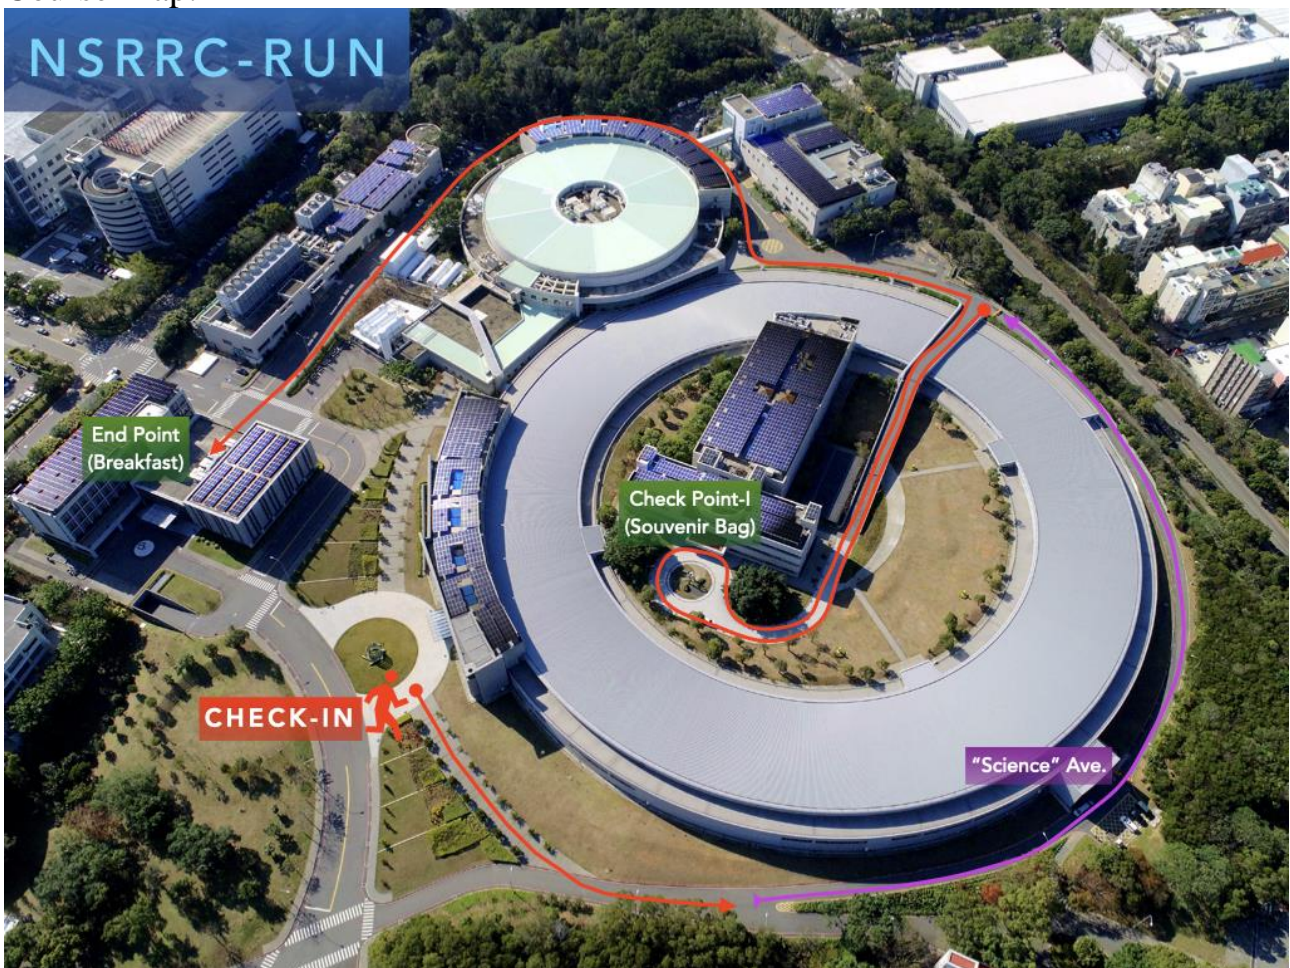 NSRRC-RUN
End Point
(Breakfast)
Check Point-I
(Souvenir Bag)
CHECK-IN
"Science" Ave.